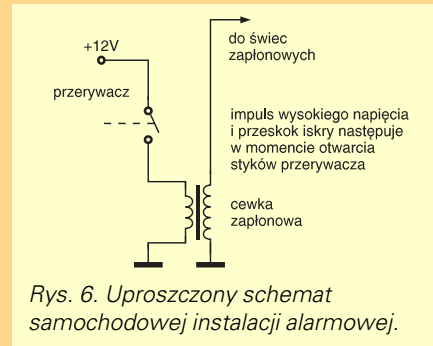 +12V
do świec
zapłonowych
przerywacz
impuls wysokiego napięcia
i przeskok iskry następuje
w momencie otwarcia
styków przerywacza
cewka
zapłonowa
Rys. 6. Uproszczony schemat
samochodowej instalacji alarmowej.